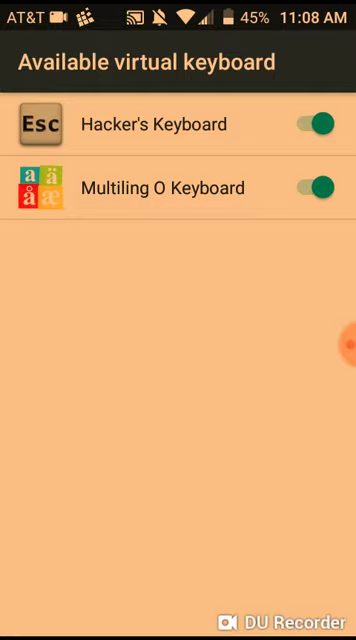 AT&T 45% 11:08 AM
Available virtual keyboard
Esc Hacker's Keyboard
a ä
å æ
Multiling O Keyboard
DU Recorder